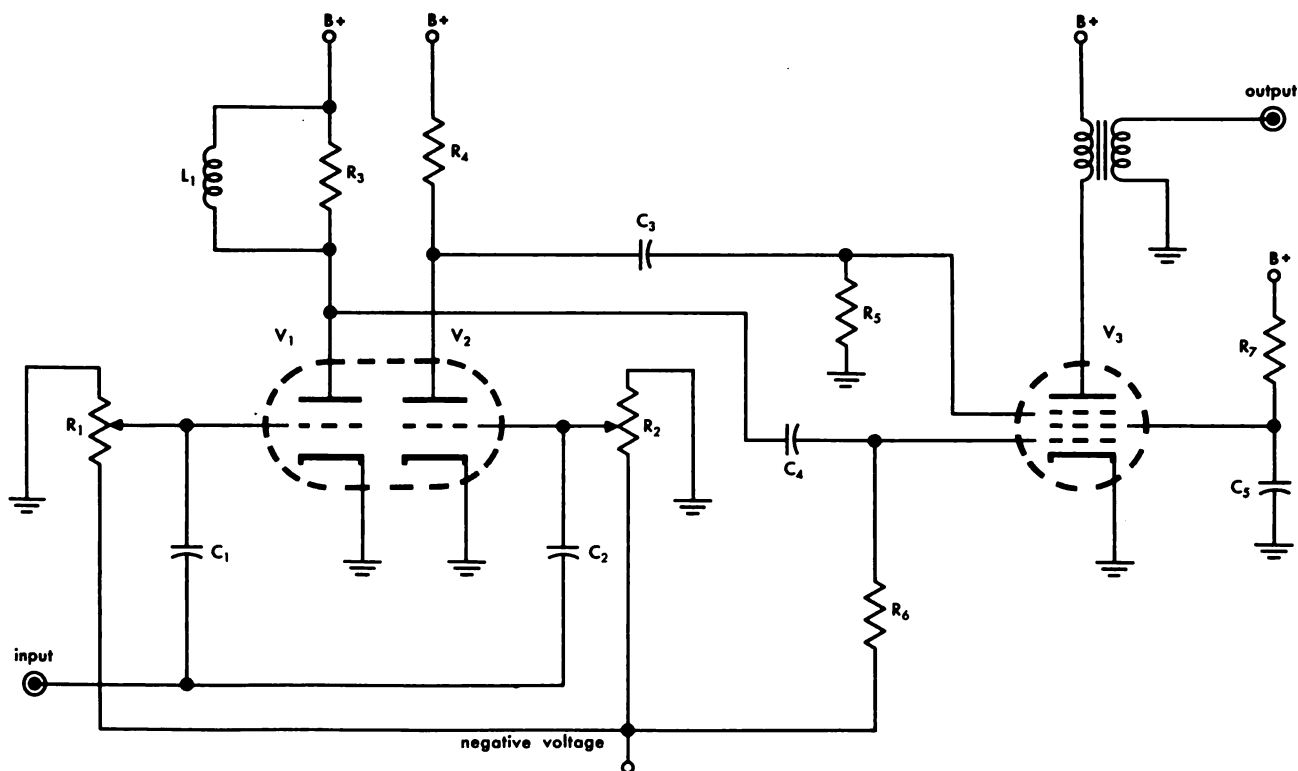 B+
B+
B+
output
L₁
R₃
R₄
C₃
B+
R₅
V₁
V₂
V₃
R₇
R₁
R₂
C₄
C₅
C₁
C₂
R₆
input
negative voltage